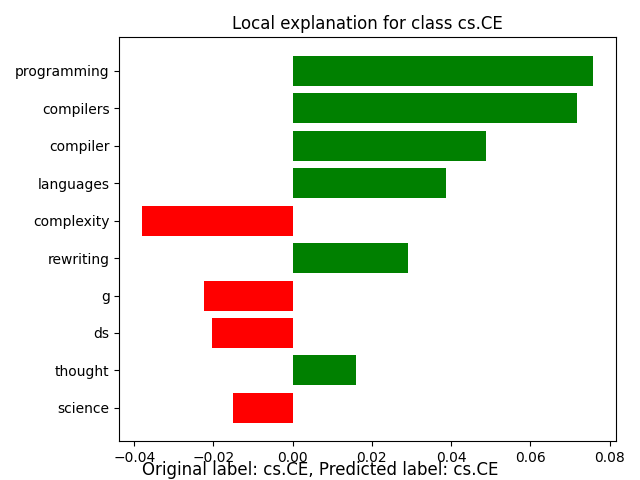 Local explanation for class cs.CE
programming
compilers
compiler
languages
complexity
rewriting
g
ds
thought
science
−0.04 −0.02 0.00 0.02 0.04 0.06 0.08
Original label: cs.CE, Predicted label: cs.CE